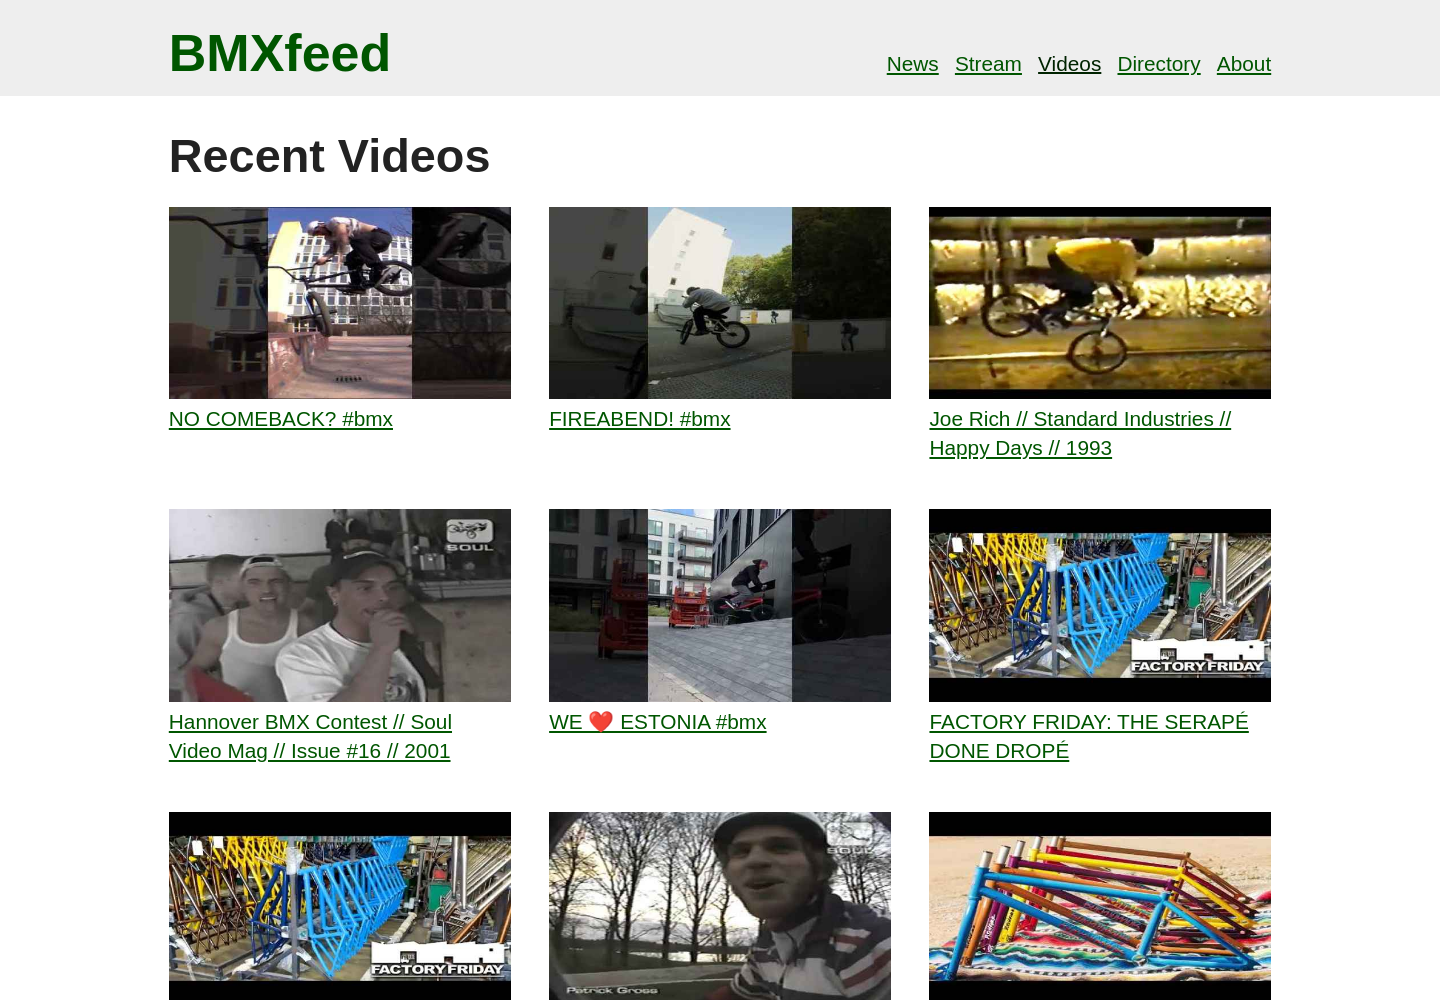 BMXfeed
News Stream Videos Directory About
Recent Videos
NO COMEBACK? #bmx
FIREABEND! #bmx
Joe Rich // Standard Industries //
Happy Days // 1993
SOUL
Hannover BMX Contest // Soul
Video Mag // Issue #16 // 2001
WE ❤️ ESTONIA #bmx
FACTORY FRIDAY
FACTORY FRIDAY: THE SERAPÉ
DONE DROPÉ
FACTORY FRIDAY
SOUL
Patrick Gross